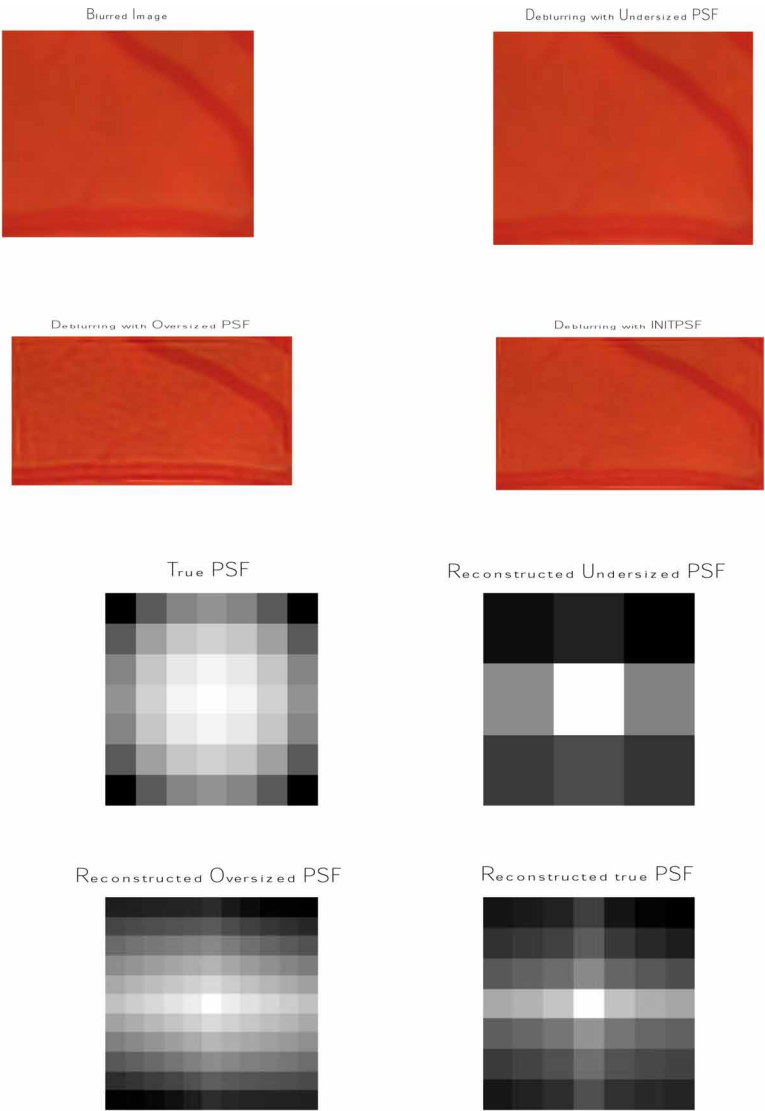 Blurred Image
Deblurring with Undersized PSF
Deblurring with Oversized PSF
Deblurring with INITPSF
True PSF
Reconstructed Undersized PSF
Reconstructed Oversized PSF
Reconstructed true PSF